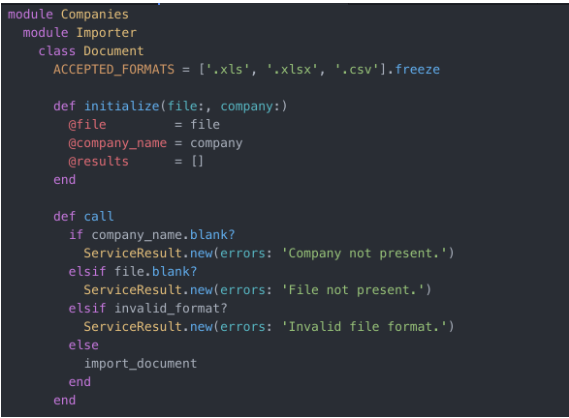 module Companies
  module Importer
    class Document
      ACCEPTED_FORMATS = ['.xls', '.xlsx', '.csv'].freeze

      def initialize(file:, company:)
        @file         = file
        @company_name = company
        @results      = []
      end

      def call
        if company_name.blank?
          ServiceResult.new(errors: 'Company not present.')
        elsif file.blank?
          ServiceResult.new(errors: 'File not present.')
        elsif invalid_format?
          ServiceResult.new(errors: 'Invalid file format.')
        else
          import_document
        end
      end